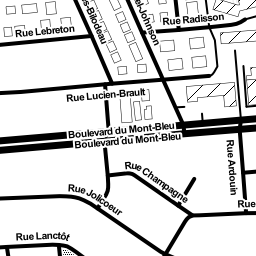 Rue Radisson
Rue Lebreton
Rue Lucien-Brault
Boulevard du Mont-Bleu
Boulevard du Mont-Bleu
Rue Champagne
Rue Ardouin
Rue Jolicoeur
Rue
Rue Lanctôt